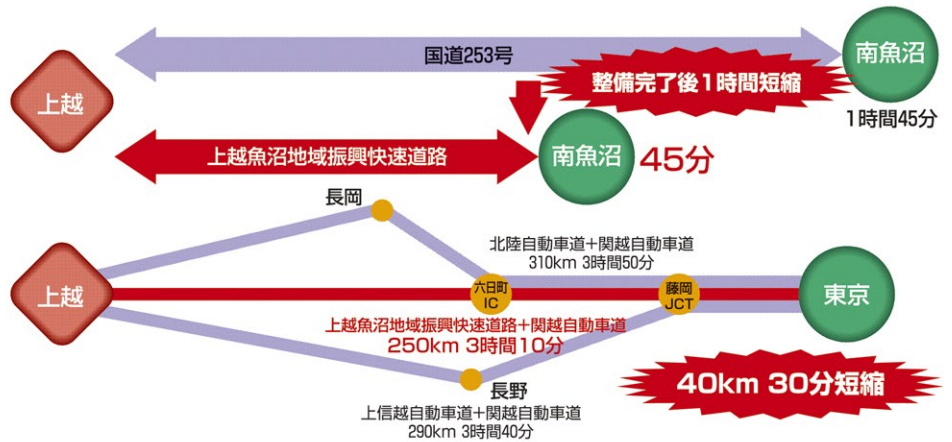 国道253号
南魚沼
上越
整備完了後1時間短縮
1時間45分
上越魚沼地域振興快速道路
南魚沼
45分
長岡
北陸自動車道+関越自動車道
310km 3時間50分
上越
六日町
IC
藤岡
JCT
東京
上越魚沼地域振興快速道路+関越自動車道
250km 3時間10分
40km 30分短縮
長野
上信越自動車道+関越自動車道
290km 3時間40分